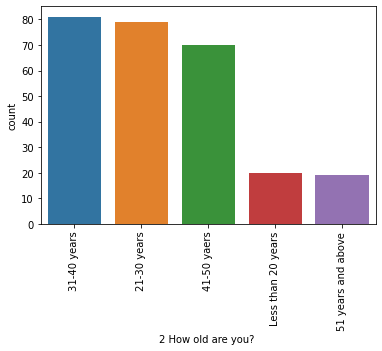 80
70
60
50
40
30
20
10
0
count
31-40 years
21-30 years
41-50 yaers
Less than 20 years
51 years and above
2 How old are you?